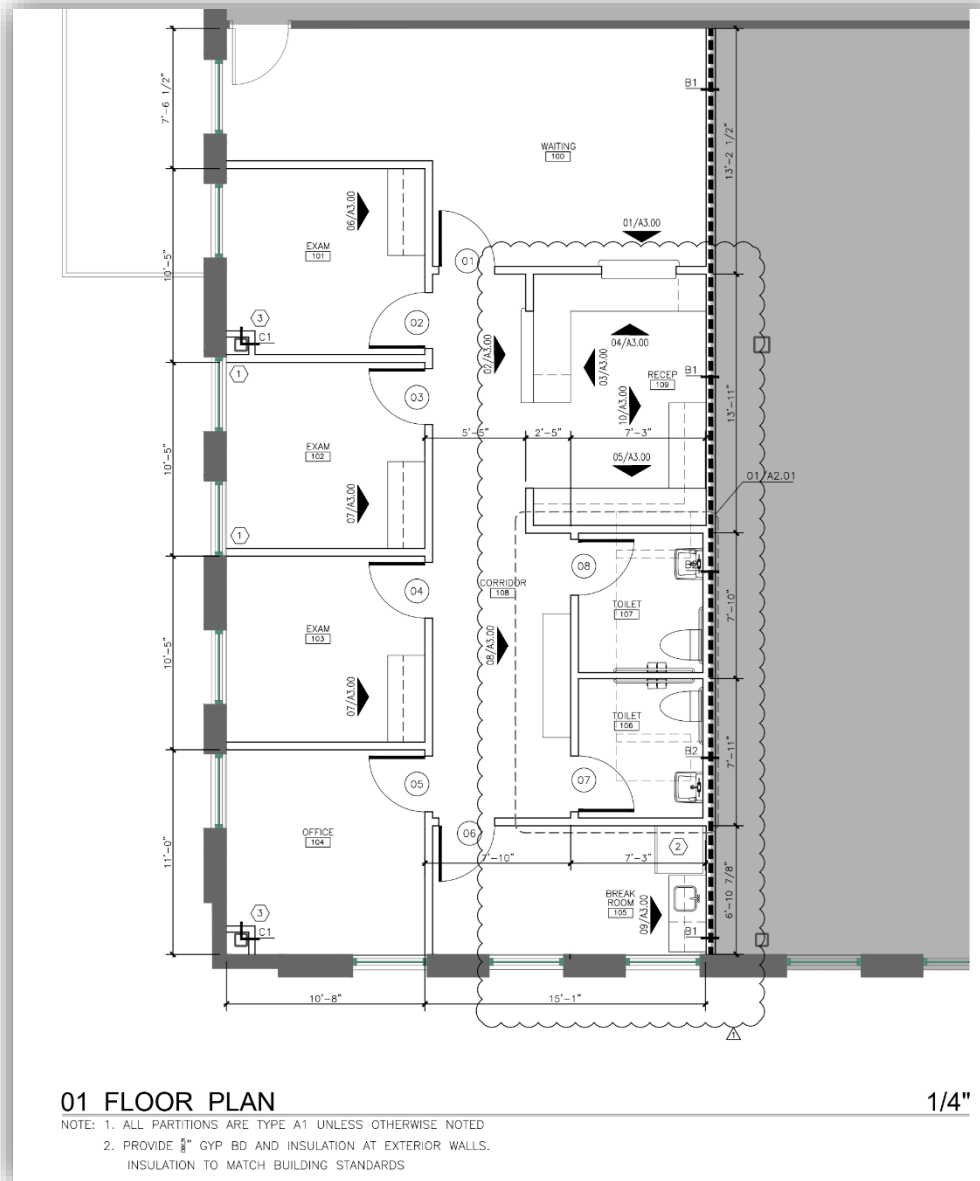 7'-6 1/2"
B1
WAITING
100
13'-2 1/2"
06/A3.00
01/A3.00
EXAM
101
01
10'-5"
3
C1
02
02/A3.00
04/A3.00
03/A3.00
RECEP
109
B1
1
03
10/A3.00
13'-11"
5'-5"
2'-5"
7'-3"
EXAM
102
10'-5"
05/A3.00
01/A2.01
07/A3.00
1
08
CORRIDOR
108
04
TOILET
107
7'-10"
EXAM
103
10'-5"
08/A3.00
07/A3.00
TOILET
106
B2
7'-11"
05
07
OFFICE
104
06
2
11'-0"
7'-10"
7'-3"
BREAK
ROOM
105
09/A3.00
6'-10 7/8"
3
C1
B1
10'-8"
15'-1"
1
01 FLOOR PLAN
1/4"
NOTE: 1. ALL PARTITIONS ARE TYPE A1 UNLESS OTHERWISE NOTED
2. PROVIDE " GYP BD AND INSULATION AT EXTERIOR WALLS.
INSULATION TO MATCH BUILDING STANDARDS